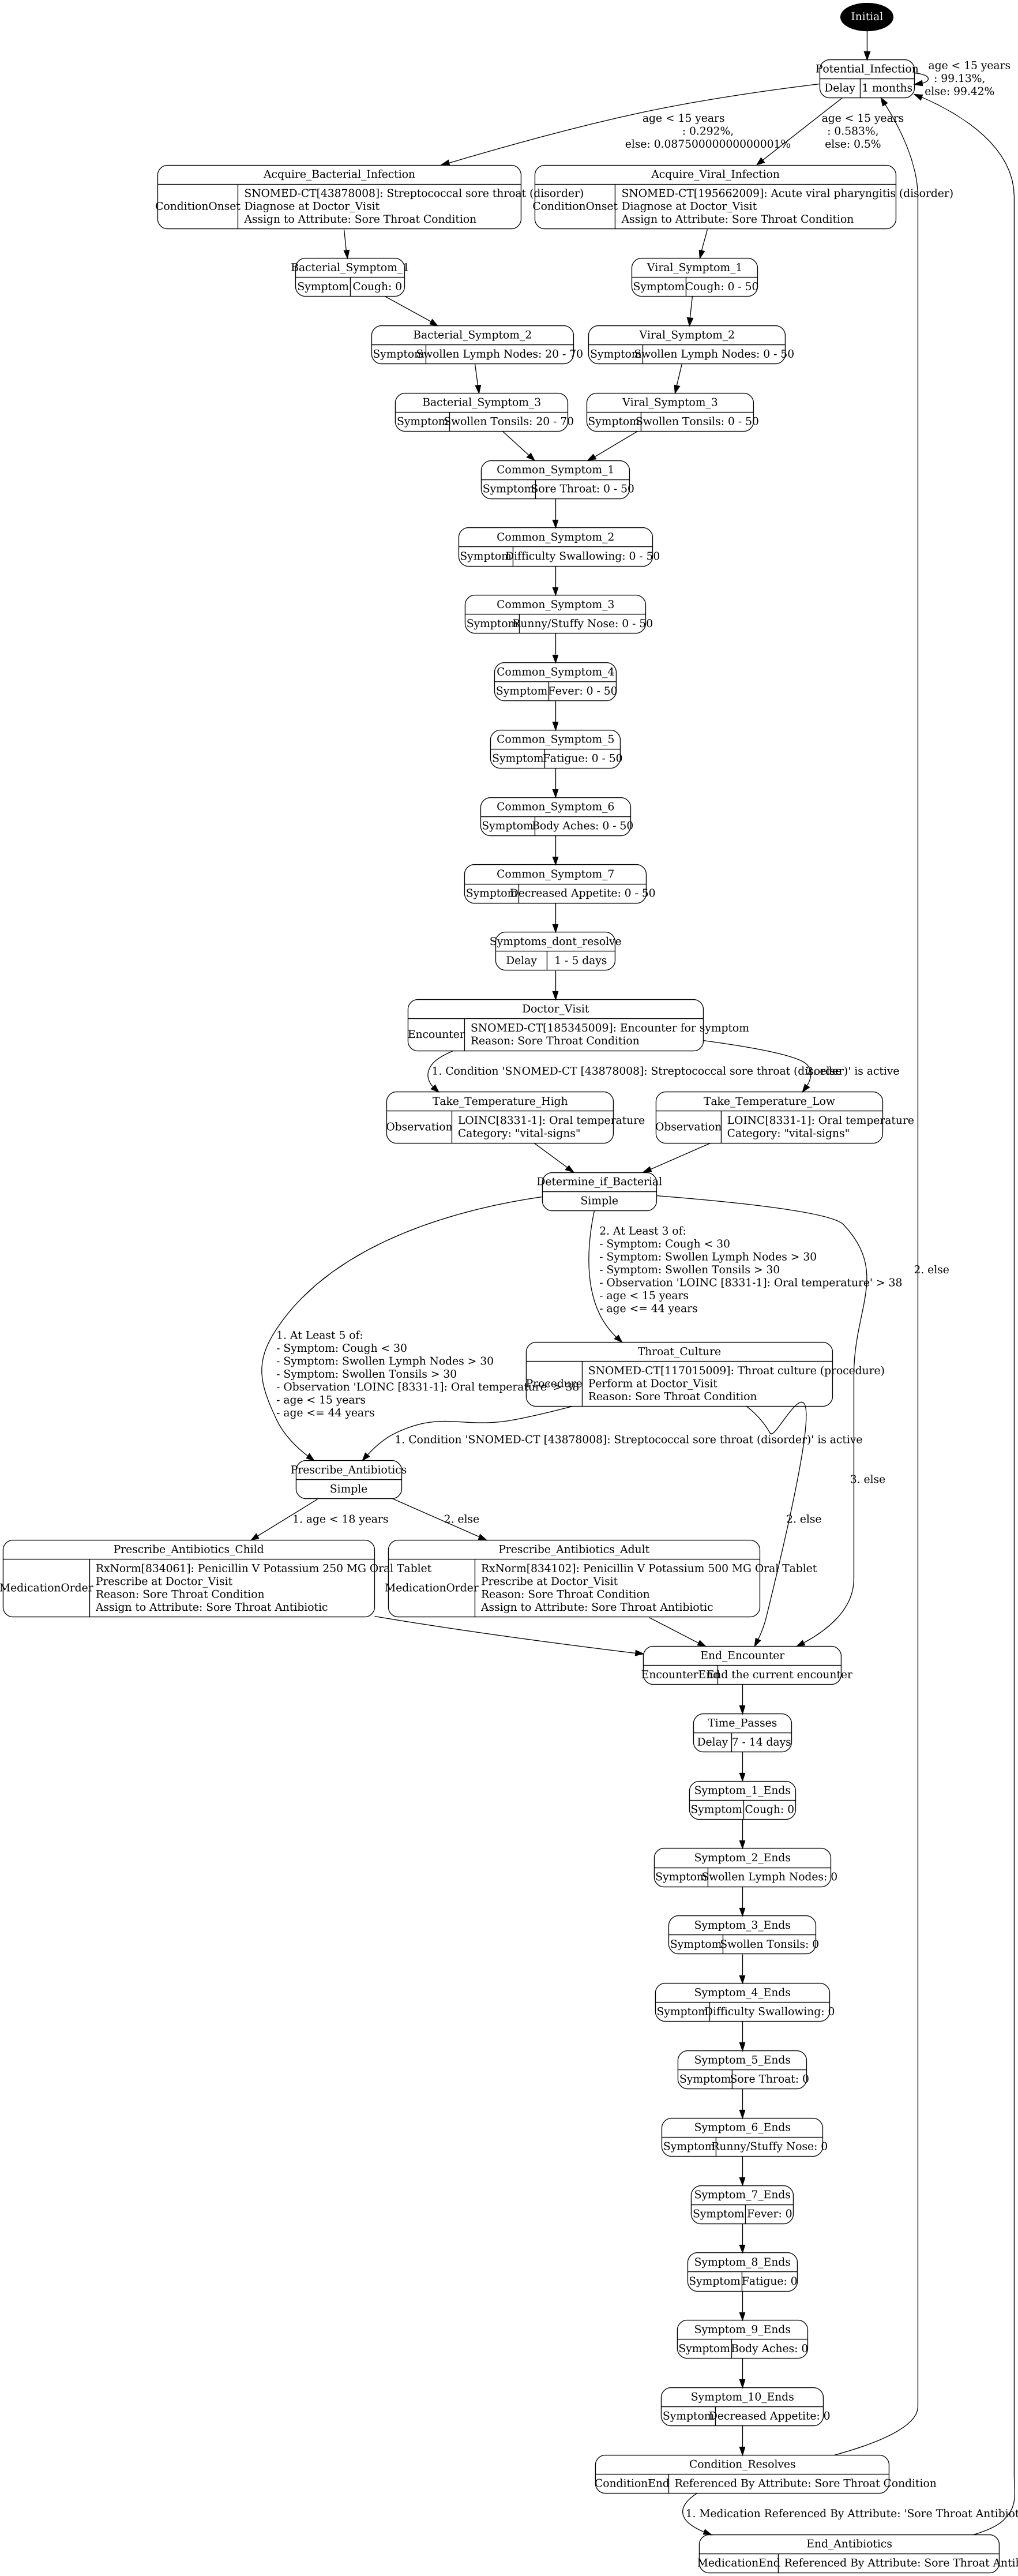 Initial
Potential_Infection
Delay 1 months
age < 15 years
: 99.13%,
else: 99.42%
age < 15 years
: 0.292%,
else: 0.08750000000000001%
age < 15 years
: 0.583%,
else: 0.5%
Acquire_Bacterial_Infection
ConditionOnset
SNOMED-CT[43878008]: Streptococcal sore throat (disorder)
Diagnose at Doctor_Visit
Assign to Attribute: Sore Throat Condition
Acquire_Viral_Infection
ConditionOnset
SNOMED-CT[195662009]: Acute viral pharyngitis (disorder)
Diagnose at Doctor_Visit
Assign to Attribute: Sore Throat Condition
Bacterial_Symptom_1
Symptom Cough: 0
Viral_Symptom_1
Symptom Cough: 0 - 50
Bacterial_Symptom_2
Symptom Swollen Lymph Nodes: 20 - 70
Viral_Symptom_2
Symptom Swollen Lymph Nodes: 0 - 50
Bacterial_Symptom_3
Symptom Swollen Tonsils: 20 - 70
Viral_Symptom_3
Symptom Swollen Tonsils: 0 - 50
Common_Symptom_1
Symptom Sore Throat: 0 - 50
Common_Symptom_2
Symptom Difficulty Swallowing: 0 - 50
Common_Symptom_3
Symptom Runny/Stuffy Nose: 0 - 50
Common_Symptom_4
Symptom Fever: 0 - 50
Common_Symptom_5
Symptom Fatigue: 0 - 50
Common_Symptom_6
Symptom Body Aches: 0 - 50
Common_Symptom_7
Symptom Decreased Appetite: 0 - 50
Symptoms_dont_resolve
Delay 1 - 5 days
Doctor_Visit
Encounter
SNOMED-CT[185345009]: Encounter for symptom
Reason: Sore Throat Condition
1. Condition 'SNOMED-CT [43878008]: Streptococcal sore throat (disorder)' is active
2. else
Take_Temperature_High
Observation
LOINC[8331-1]: Oral temperature
Category: "vital-signs"
Take_Temperature_Low
Observation
LOINC[8331-1]: Oral temperature
Category: "vital-signs"
Determine_if_Bacterial
Simple
2. At Least 3 of:
- Symptom: Cough < 30
- Symptom: Swollen Lymph Nodes > 30
- Symptom: Swollen Tonsils > 30
- Observation 'LOINC [8331-1]: Oral temperature' > 38
- age < 15 years
- age <= 44 years
2. else
1. At Least 5 of:
- Symptom: Cough < 30
- Symptom: Swollen Lymph Nodes > 30
- Symptom: Swollen Tonsils > 30
- Observation 'LOINC [8331-1]: Oral temperature' > 38
- age < 15 years
- age <= 44 years
Throat_Culture
Procedure
SNOMED-CT[117015009]: Throat culture (procedure)
Perform at Doctor_Visit
Reason: Sore Throat Condition
1. Condition 'SNOMED-CT [43878008]: Streptococcal sore throat (disorder)' is active
3. else
Prescribe_Antibiotics
Simple
1. age < 18 years
2. else
2. else
Prescribe_Antibiotics_Child
MedicationOrder
RxNorm[834061]: Penicillin V Potassium 250 MG Oral Tablet
Prescribe at Doctor_Visit
Reason: Sore Throat Condition
Assign to Attribute: Sore Throat Antibiotic
Prescribe_Antibiotics_Adult
MedicationOrder
RxNorm[834102]: Penicillin V Potassium 500 MG Oral Tablet
Prescribe at Doctor_Visit
Reason: Sore Throat Condition
Assign to Attribute: Sore Throat Antibiotic
End_Encounter
EncounterEnd End the current encounter
Time_Passes
Delay 7 - 14 days
Symptom_1_Ends
Symptom Cough: 0
Symptom_2_Ends
Symptom Swollen Lymph Nodes: 0
Symptom_3_Ends
Symptom Swollen Tonsils: 0
Symptom_4_Ends
Symptom Difficulty Swallowing: 0
Symptom_5_Ends
Symptom Sore Throat: 0
Symptom_6_Ends
Symptom Runny/Stuffy Nose: 0
Symptom_7_Ends
Symptom Fever: 0
Symptom_8_Ends
Symptom Fatigue: 0
Symptom_9_Ends
Symptom Body Aches: 0
Symptom_10_Ends
Symptom Decreased Appetite: 0
Condition_Resolves
ConditionEnd Referenced By Attribute: Sore Throat Condition
1. Medication Referenced By Attribute: 'Sore Throat
End_Antibiotics
MedicationEnd Referenced By Attribute: Sore Throat